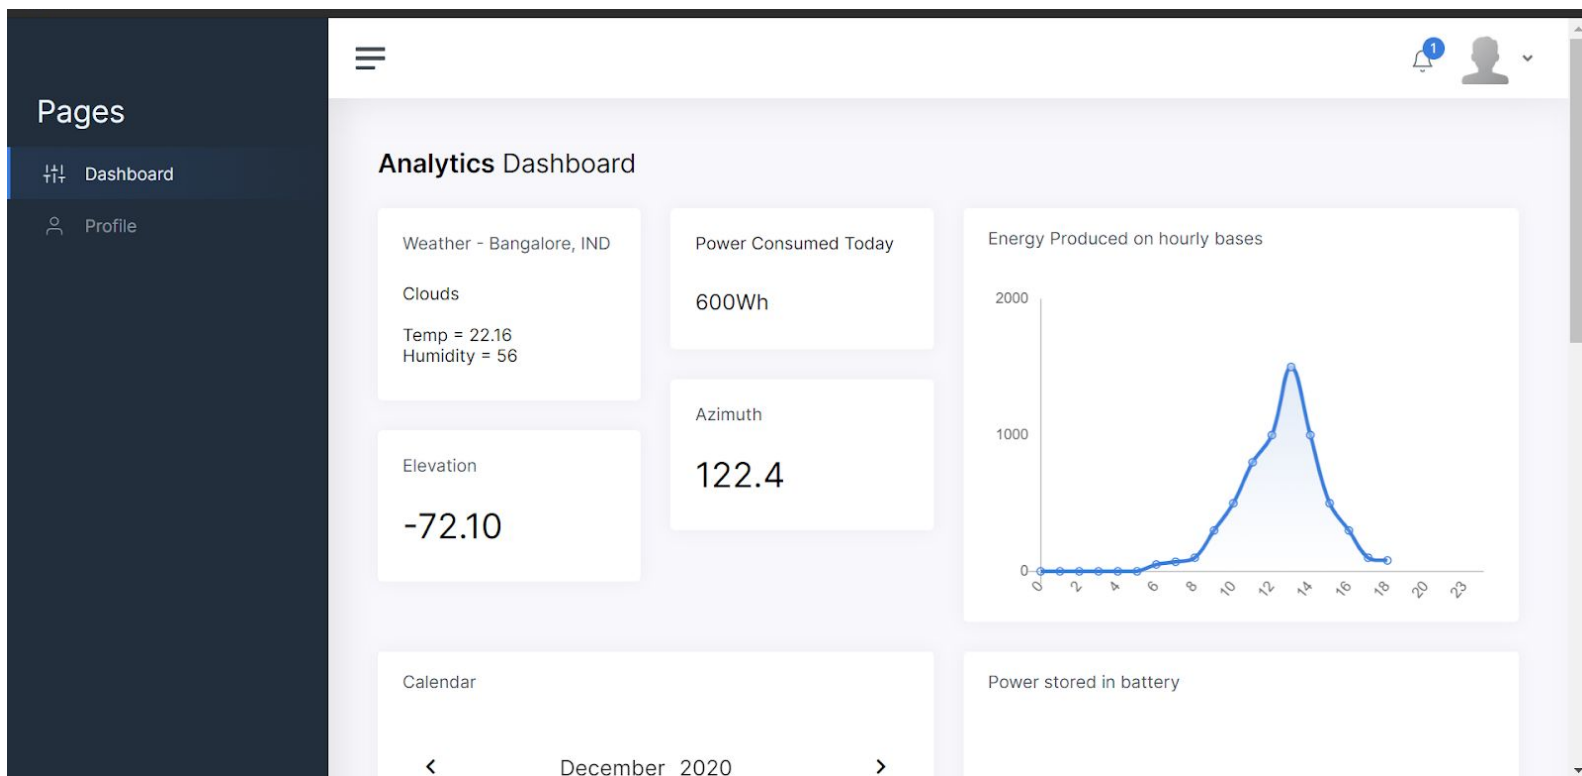 1
Pages
Dashboard
Profile
Analytics Dashboard
Weather - Bangalore, IND
Clouds
Temp = 22.16
Humidity = 56
Power Consumed Today
600Wh
Elevation
-72.10
Azimuth
122.4
Energy Produced on hourly bases
2000
1000
0
0 2 4 6 8 10 12 14 16 18 20 23
Calendar
December 2020
Power stored in battery